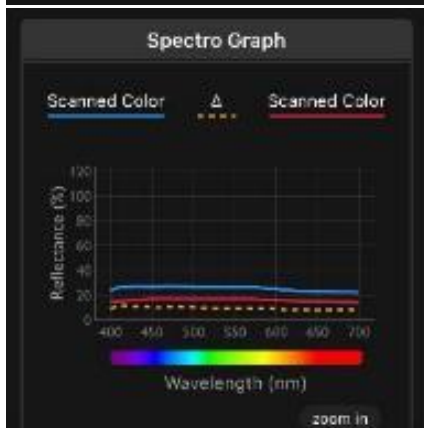 Spectro Graph
Scanned Color Δ Scanned Color
120
100
80
60
40
20
0
Reflectance (%)
400 450 500 550 600 650 700
Wavelength (nm)
zoom in